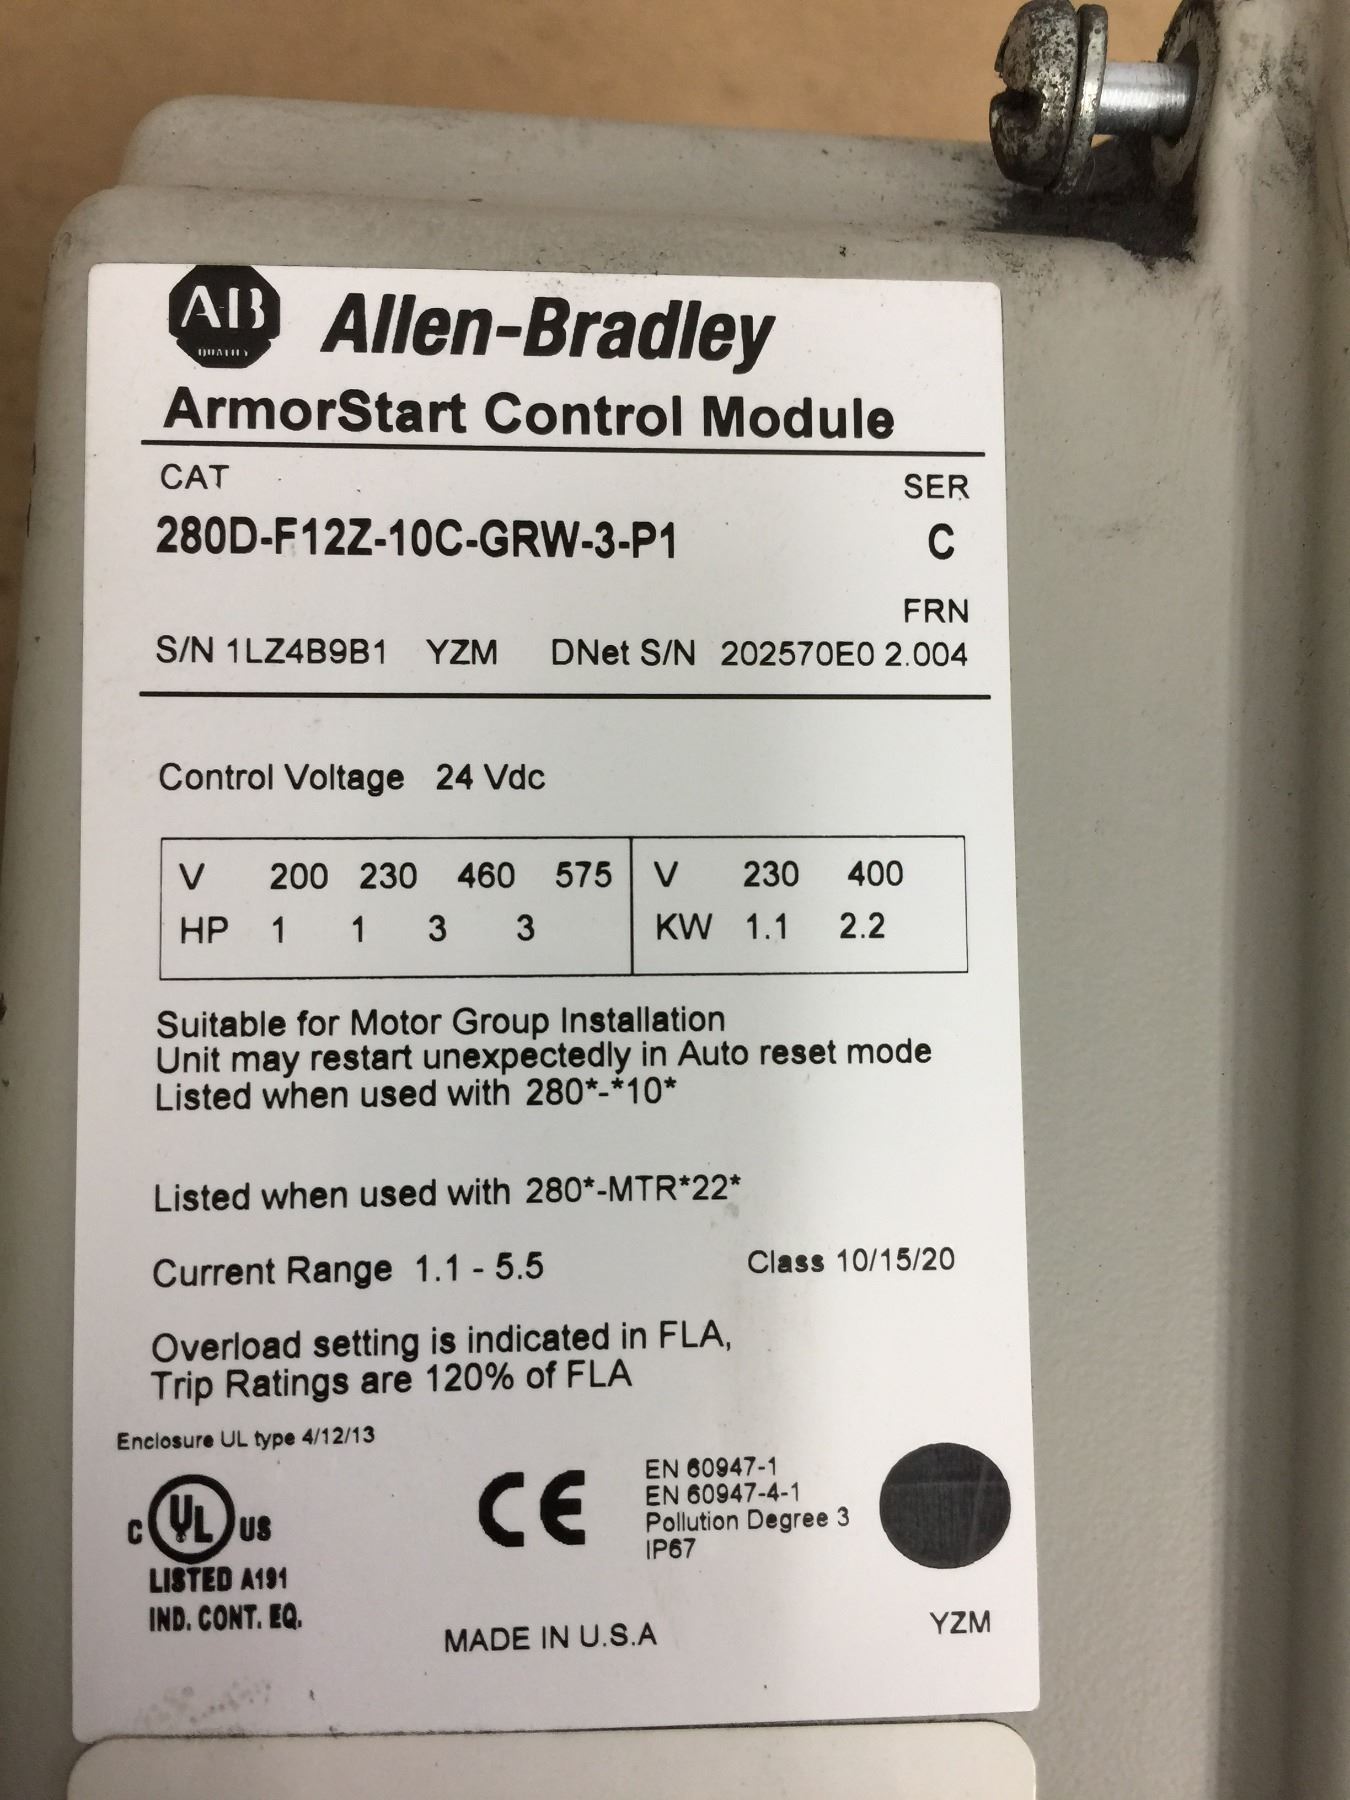 AB
QUALITY
Allen-Bradley
ArmorStart Control Module
CAT SER
280D-F12Z-10C-GRW-3-P1 C
FRN
S/N 1LZ4B9B1 YZM DNet S/N 202570E0 2.004
Control Voltage 24 Vdc
V 200 230 460 575 V 230 400
HP 1 1 3 3 KW 1.1 2.2
Suitable for Motor Group Installation
Unit may restart unexpectedly in Auto reset mode
Listed when used with 280*-*10*
Listed when used with 280*-MTR*22*
Current Range 1.1 - 5.5 Class 10/15/20
Overload setting is indicated in FLA,
Trip Ratings are 120% of FLA
Enclosure UL type 4/12/13
C UL US
LISTED A191
IND. CONT. EQ.
CE
EN 60947-1
EN 60947-4-1
Pollution Degree 3
IP67
MADE IN U.S.A
YZM